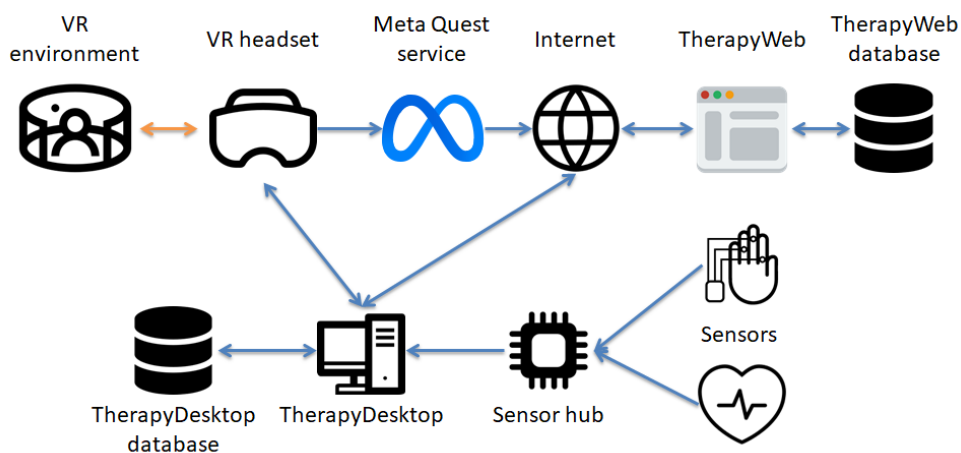 VR
environment
VR headset
Meta Quest
service
Internet
TherapyWeb
TherapyWeb
database
Sensors
TherapyDesktop
database
TherapyDesktop
Sensor hub